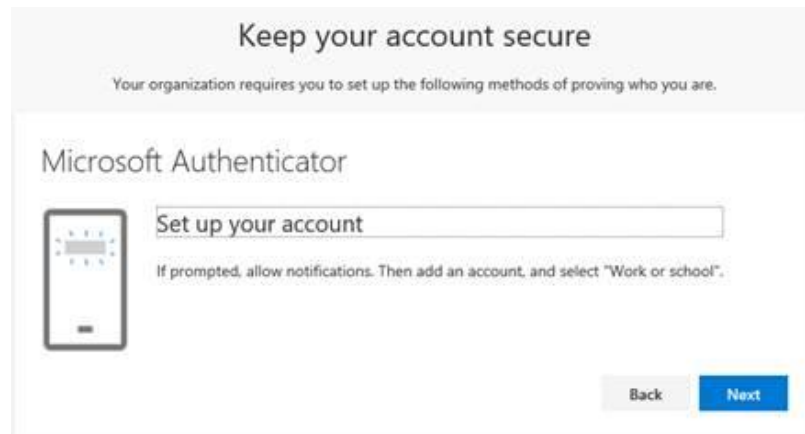 Keep your account secure
Your organization requires you to set up the following methods of proving who you are.
Microsoft Authenticator
Set up your account
If prompted, allow notifications. Then add an account, and select "Work or school".
Back Next